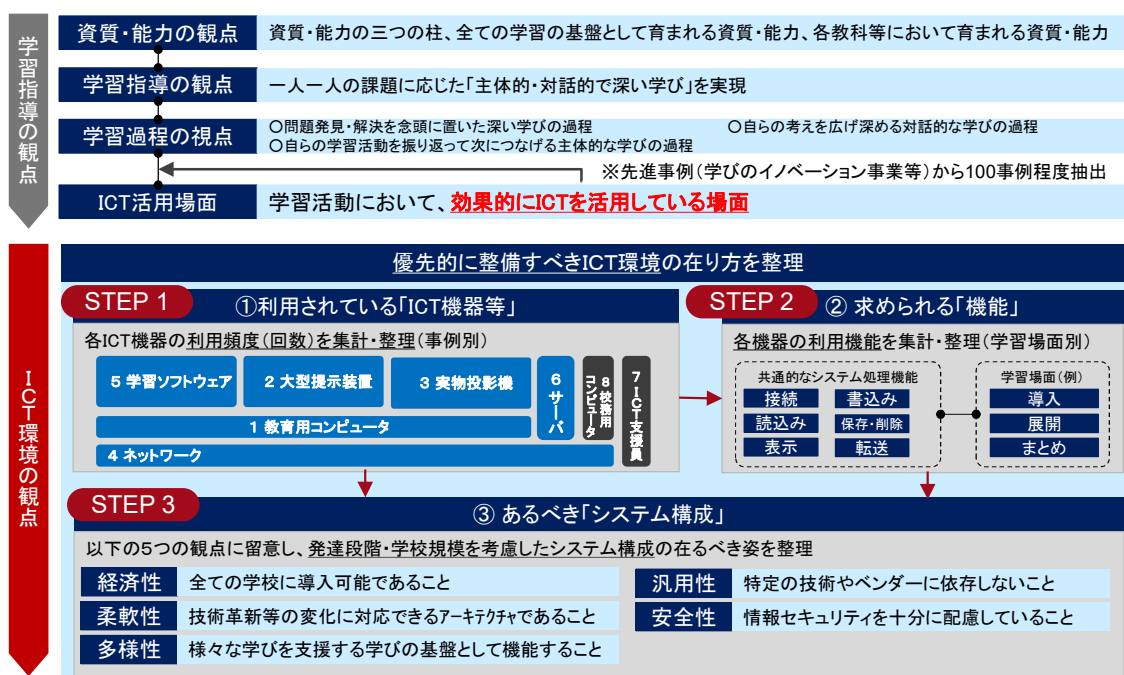 学習指導の観点
資質・能力の観点
資質・能力の三つの柱、全ての学習の基盤として育まれる資質・能力、各教科等において育まれる資質・能力
学習指導の観点
一人一人の課題に応じた「主体的・対話的で深い学び」を実現
学習過程の視点
〇問題発見・解決を念頭に置いた深い学びの過程
〇自らの考えを広げ深める対話的な学びの過程
〇自らの学習活動を振り返って次につなげる主体的な学びの過程
※先進事例(学びのイノベーション事業等)から100事例程度抽出
ICT活用場面
学習活動において、効果的にICTを活用している場面
ICT環境の観点
優先的に整備すべきICT環境の在り方を整理
STEP 1
①利用されている「ICT機器等」
各ICT機器の利用頻度(回数)を集計・整理(事例別)
5 学習ソフトウェア
2 大型提示装置
3 実物投影機
6 サーバ
8 校務用コンピュータ
7 ICT支援員
1 教育用コンピュータ
4 ネットワーク
STEP 2
② 求められる「機能」
各機器の利用機能を集計・整理(学習場面別)
共通的なシステム処理機能
接続
書込み
読込み
保存・削除
表示
転送
学習場面(例)
導入
展開
まとめ
STEP 3
③ あるべき「システム構成」
以下の5つの観点に留意し、発達段階・学校規模を考慮したシステム構成の在るべき姿を整理
経済性
全ての学校に導入可能であること
汎用性
特定の技術やベンダーに依存しないこと
柔軟性
技術革新等の変化に対応できるアーキテクチャであること
安全性
情報セキュリティを十分に配慮していること
多様性
様々な学びを支援する学びの基盤として機能すること